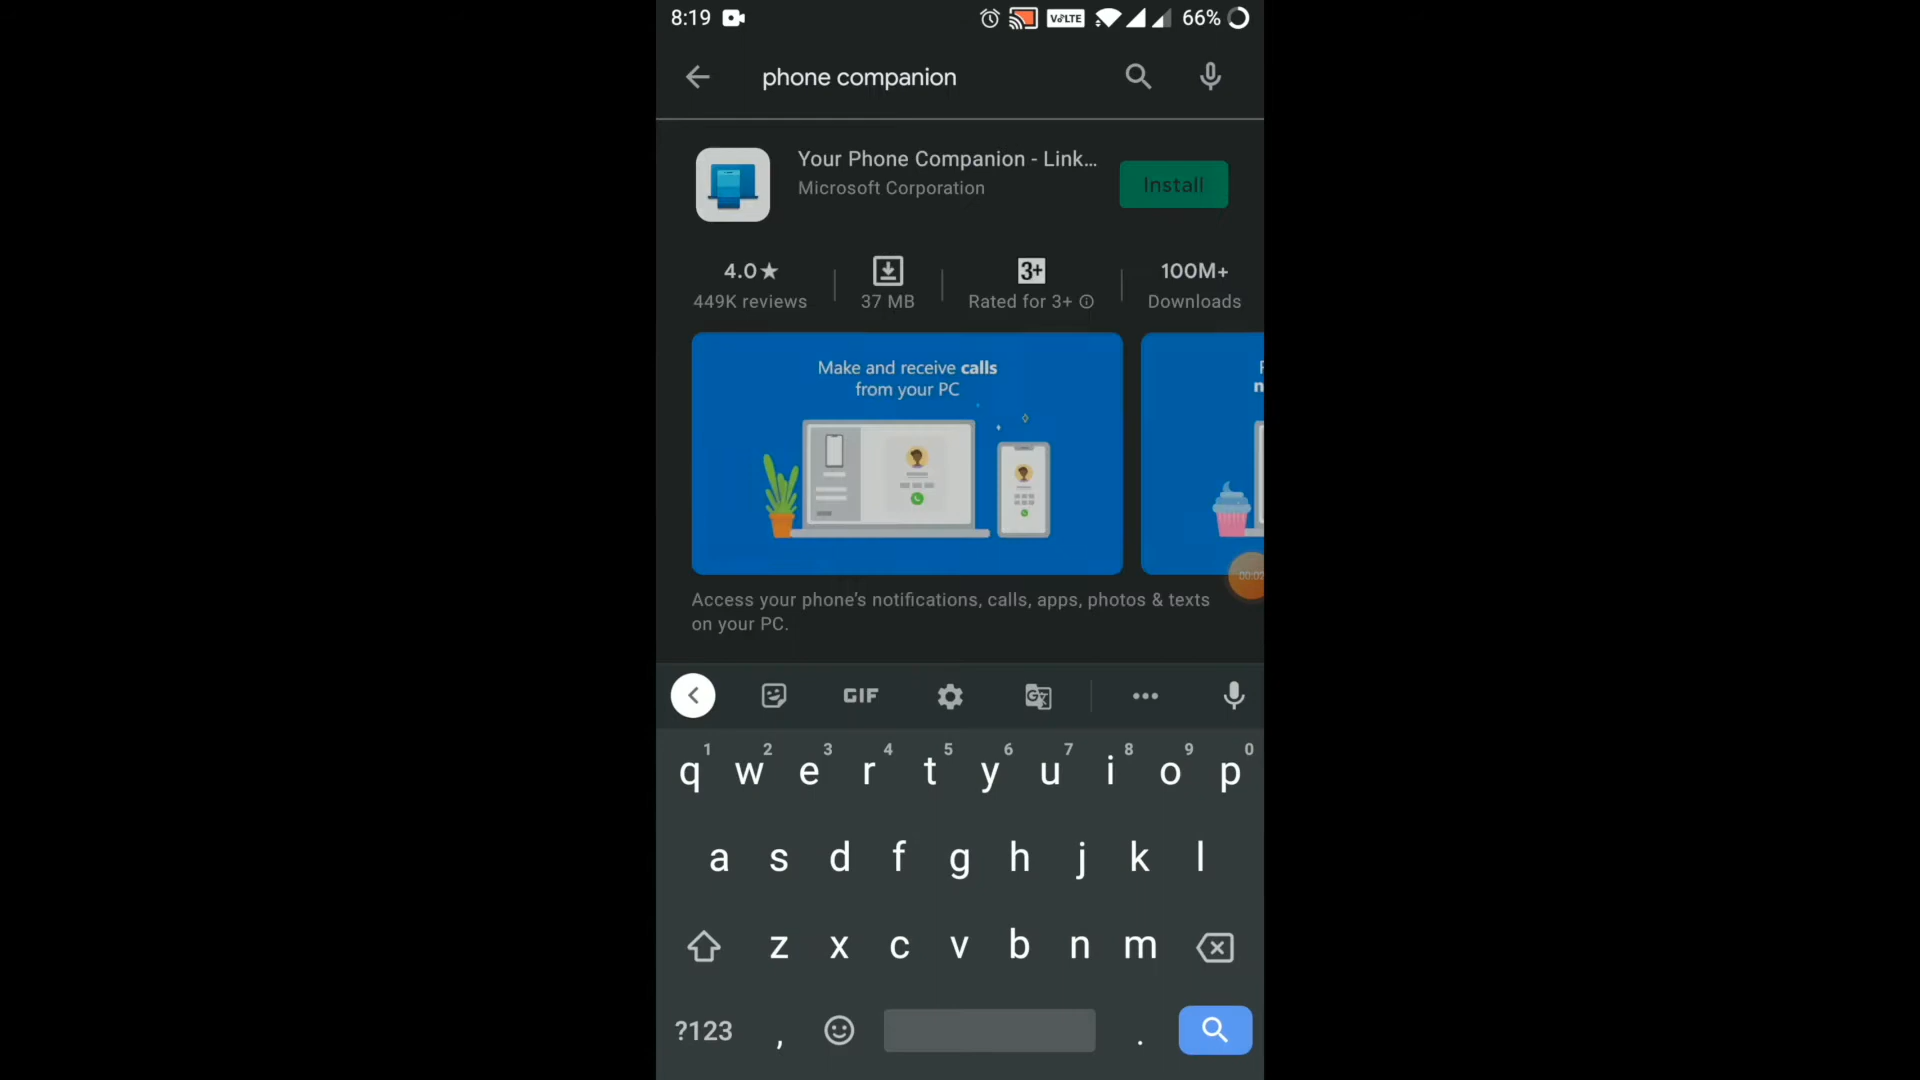 8:19 VoLTE 66%
phone companion
Your Phone Companion - Link...
Microsoft Corporation
Install
4.0★ 3+ 100M+
449K reviews 37 MB Rated for 3+ Downloads
Make and receive calls
from your PC
Access your phone's notifications, calls, apps, photos & texts
on your PC.
GIF
1 2 3 4 5 6 7 8 9 0
q w e r t y u i o p
a s d f g h j k l
z x c v b n m
?123 , .